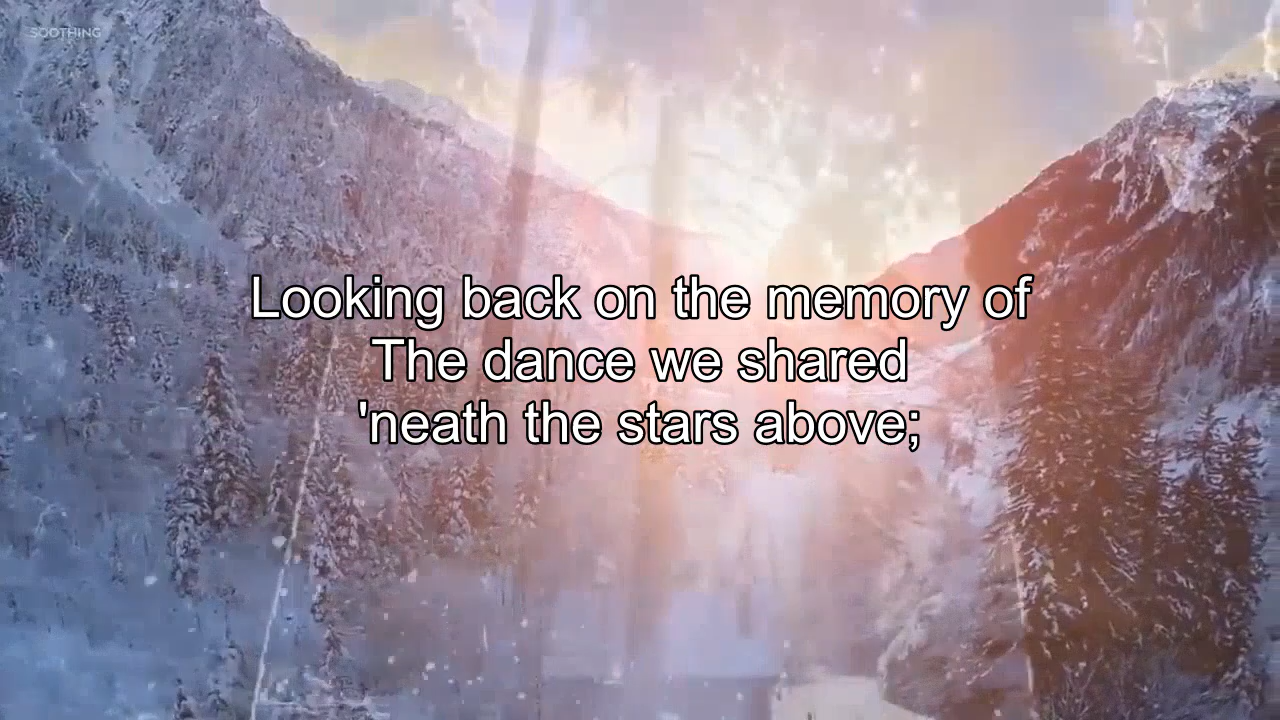 SOOTHING
Looking back on the memory of
The dance we shared
'neath the stars above;